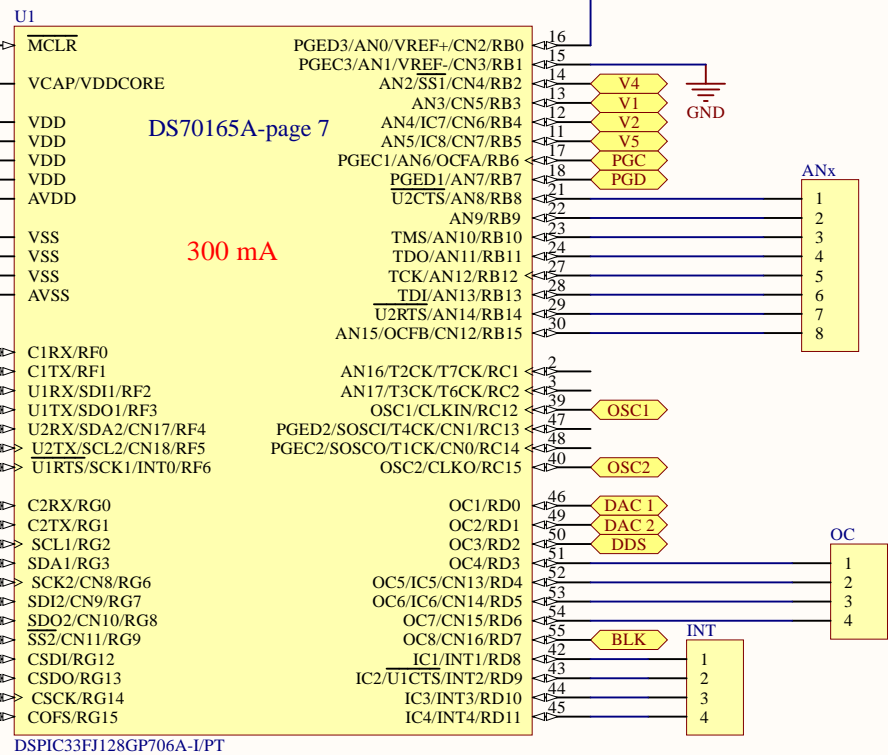 U1
MCLR
VCAP/VDDCORE
VDD
VDD
VDD
VDD
AVDD
VSS
VSS
VSS
AVSS
C1RX/RF0
C1TX/RF1
U1RX/SDI1/RF2
U1TX/SDO1/RF3
U2RX/SDA2/CN17/RF4
U2TX/SCL2/CN18/RF5
U1RTS/SCK1/INT0/RF6
C2RX/RG0
C2TX/RG1
SCL1/RG2
SDA1/RG3
SCK2/CN8/RG6
SDI2/CN9/RG7
SDO2/CN10/RG8
SS2/CN11/RG9
CSDI/RG12
CSDO/RG13
CSCK/RG14
COFS/RG15
DS70165A-page 7
300 mA
PGED3/AN0/VREF+/CN2/RB0 16
PGEC3/AN1/VREF-/CN3/RB1 15
AN2/SS1/CN4/RB2 14 V4
AN3/CN5/RB3 13 V1
AN4/IC7/CN6/RB4 12 V2
AN5/IC8/CN7/RB5 11 V5
PGEC1/AN6/OCFA/RB6 17 PGC
PGED1/AN7/RB7 18 PGD
U2CTS/AN8/RB8 21
AN9/RB9 22
TMS/AN10/RB10 23
TDO/AN11/RB11 24
TCK/AN12/RB12 27
TDI/AN13/RB13 28
U2RTS/AN14/RB14 29
AN15/OCFB/CN12/RB15 30
AN16/T2CK/T7CK/RC1 2
AN17/T3CK/T6CK/RC2 3
OSC1/CLKIN/RC12 39 OSC1
PGED2/SOSCI/T4CK/CN1/RC13 47
PGEC2/SOSCO/T1CK/CN0/RC14 48
OSC2/CLKO/RC15 40 OSC2
OC1/RD0 46 DAC 1
OC2/RD1 49 DAC 2
OC3/RD2 50 DDS
OC4/RD3 51
OC5/IC5/CN13/RD4 52
OC6/IC6/CN14/RD5 53
OC7/CN15/RD6 54
OC8/CN16/RD7 55 BLK
IC1/INT1/RD8 42
IC2/U1CTS/INT2/RD9 43
IC3/INT3/RD10 44
IC4/INT4/RD11 45
GND
ANx
1
2
3
4
5
6
7
8
OC
1
2
3
4
INT
1
2
3
4
DSPIC33FJ128GP706A-I/PT